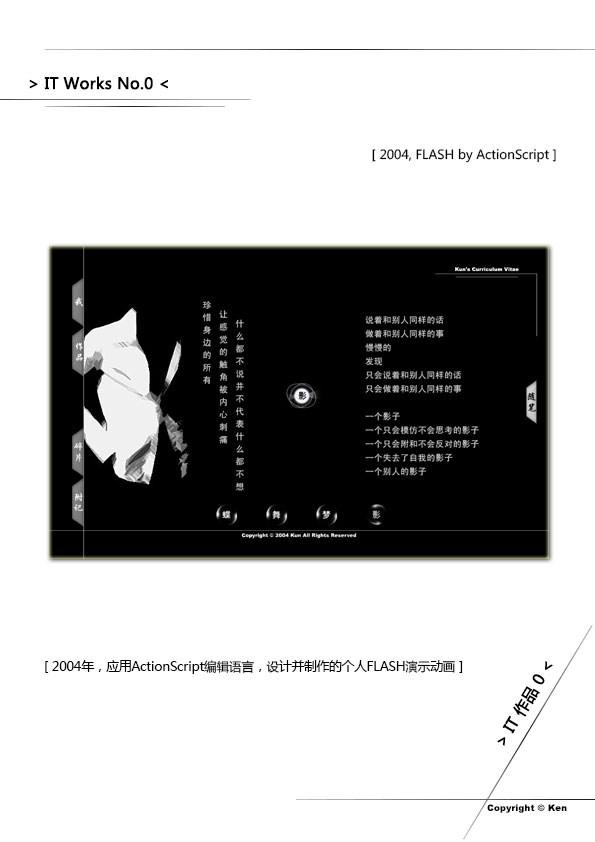 > IT Works No.0 <
[ 2004, FLASH by ActionScript ]
Kun's Curriculum Vitae
我
作品
碎片
附记
什么都不说并不代表什么都不想
让感觉的触角被内心刺痛
珍惜身边的所有
影
说着和别人同样的话
做着和别人同样的事
慢慢的
发现
只会说着和别人同样的话
只会做着和别人同样的事
一个影子
一个只会模仿不会思考的影子
一个只会附和不会反对的影子
一个失去了自我的影子
一个别人的影子
随笔
蝶
舞
梦
影
Copyright © 2004 Kun All Rights Reserved
[ 2004年，应用ActionScript编辑语言，设计并制作的个人FLASH演示动画 ]
> IT 作品 0 <
Copyright © Ken